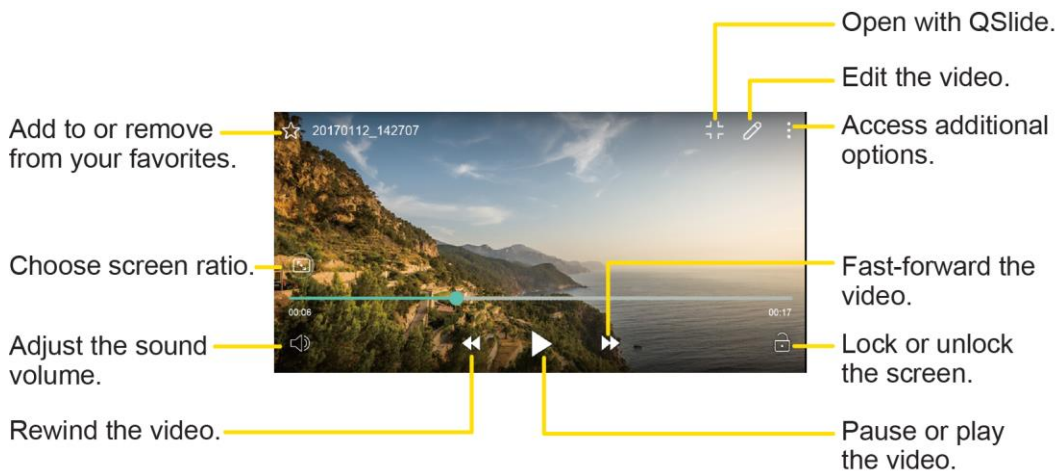 Open with QSlide.
Edit the video.
Add to or remove
from your favorites.
20170112_142707
Access additional
options.
Choose screen ratio.
Fast-forward the
video.
00:06
00:17
Adjust the sound
volume.
Lock or unlock
the screen.
Rewind the video.
Pause or play
the video.